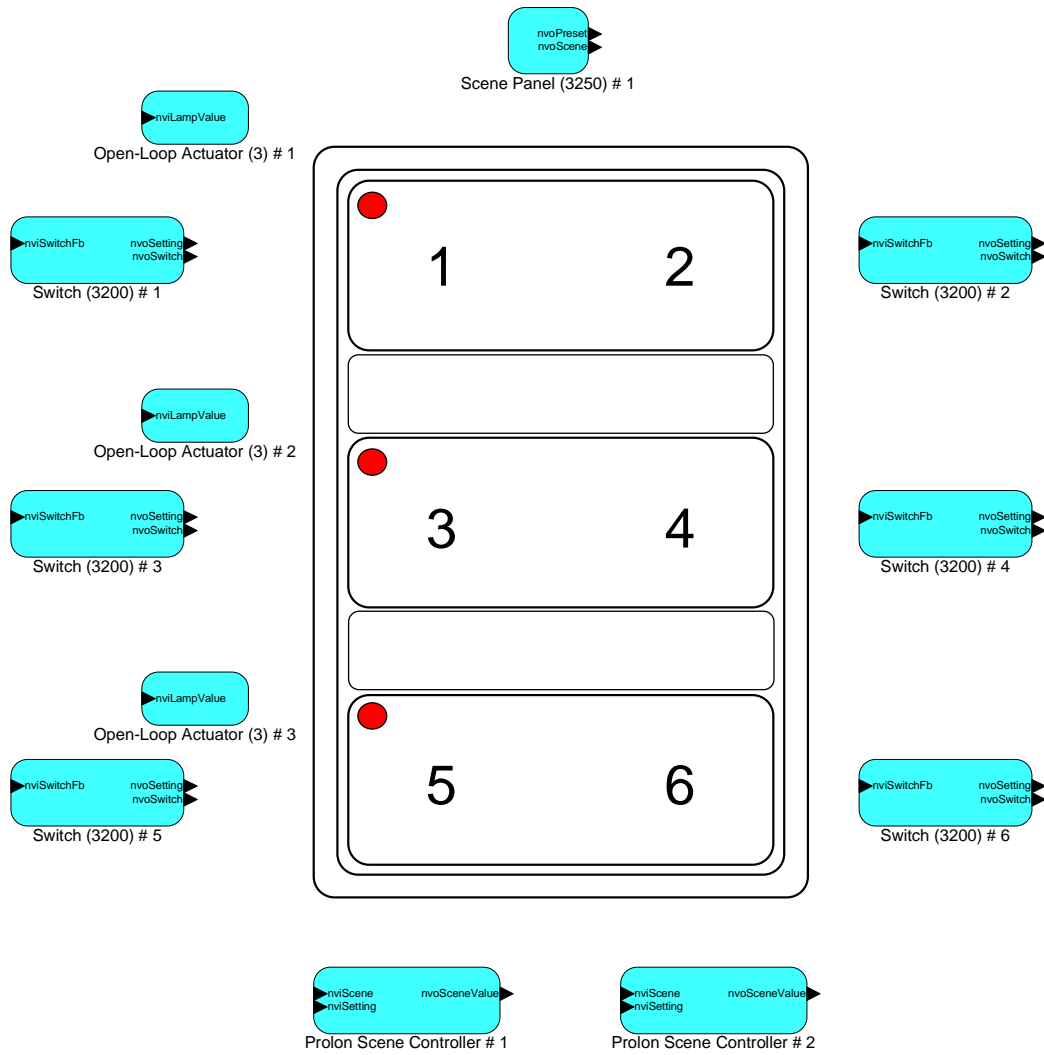 nvoPreset
nvoScene
Scene Panel (3250) # 1
nviLampValue
Open-Loop Actuator (3) # 1
nviSwitchFb nvoSetting
nvoSwitch
Switch (3200) # 1
1 2
nviSwitchFb nvoSetting
nvoSwitch
Switch (3200) # 2
nviLampValue
Open-Loop Actuator (3) # 2
nviSwitchFb nvoSetting
nvoSwitch
Switch (3200) # 3
3 4
nviSwitchFb nvoSetting
nvoSwitch
Switch (3200) # 4
nviLampValue
Open-Loop Actuator (3) # 3
nviSwitchFb nvoSetting
nvoSwitch
Switch (3200) # 5
5 6
nviSwitchFb nvoSetting
nvoSwitch
Switch (3200) # 6
nviScene nvoSceneValue
nviSetting
Prolon Scene Controller # 1
nviScene nvoSceneValue
nviSetting
Prolon Scene Controller # 2